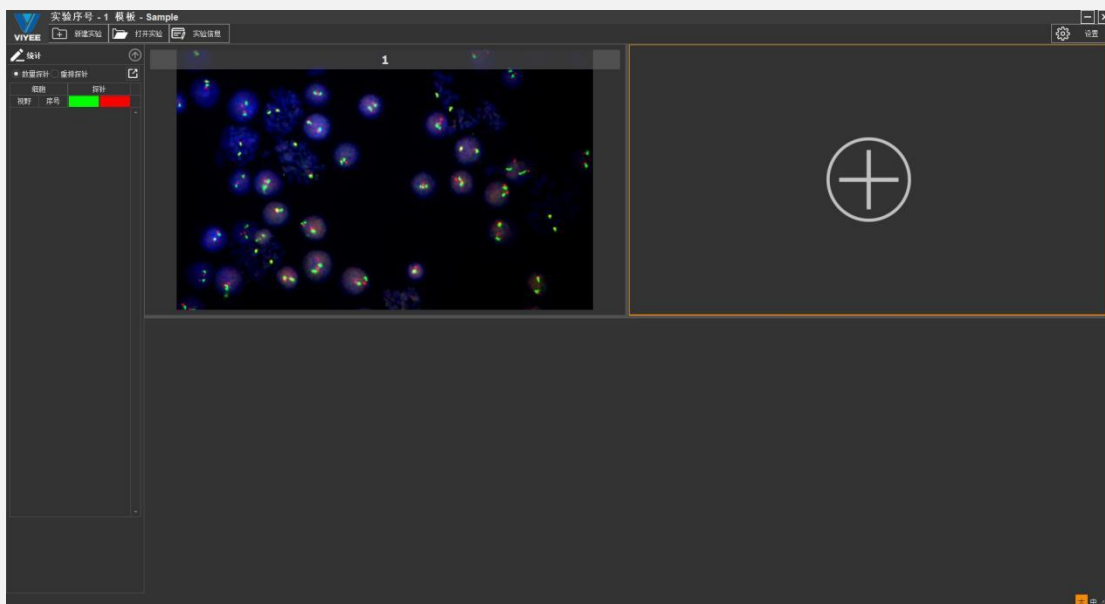 实验序号 - 1 模板 - Sample
VIYEE
新建实验
打开实验
实验信息
设置
统计
数量探针 重排探针
细胞 探针
视野 序号
1